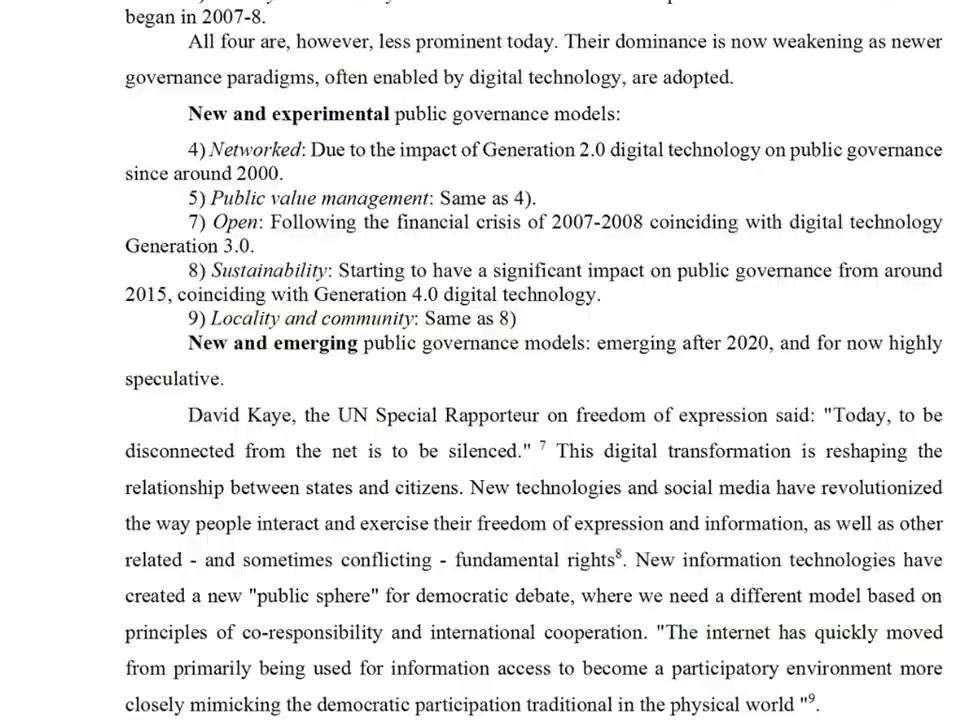 began in 2007-8.
All four are, however, less prominent today. Their dominance is now weakening as newer
governance paradigms, often enabled by digital technology, are adopted.
New and experimental public governance models:
4) Networked: Due to the impact of Generation 2.0 digital technology on public governance
since around 2000.
5) Public value management: Same as 4).
7) Open: Following the financial crisis of 2007-2008 coinciding with digital technology
Generation 3.0.
8) Sustainability: Starting to have a significant impact on public governance from around
2015, coinciding with Generation 4.0 digital technology.
9) Locality and community: Same as 8)
New and emerging public governance models: emerging after 2020, and for now highly
speculative.
David Kaye, the UN Special Rapporteur on freedom of expression said: "Today, to be
disconnected from the net is to be silenced." 7 This digital transformation is reshaping the
relationship between states and citizens. New technologies and social media have revolutionized
the way people interact and exercise their freedom of expression and information, as well as other
related - and sometimes conflicting - fundamental rights8. New information technologies have
created a new "public sphere" for democratic debate, where we need a different model based on
principles of co-responsibility and international cooperation. "The internet has quickly moved
from primarily being used for information access to become a participatory environment more
closely mimicking the democratic participation traditional in the physical world "9.